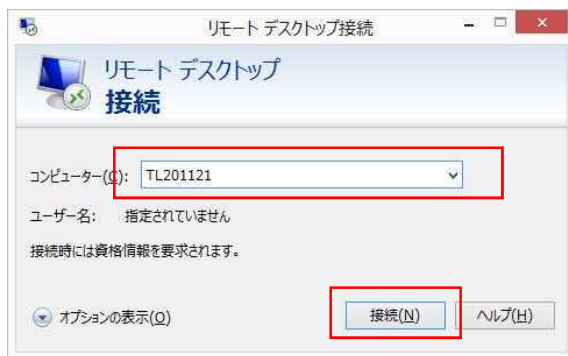 リモート デスクトップ接続
リモート デスクトップ
接続
コンピューター(C): TL201121
ユーザー名: 指定されていません
接続時には資格情報を要求されます。
オプションの表示(O) 接続(N) ヘルプ(H)